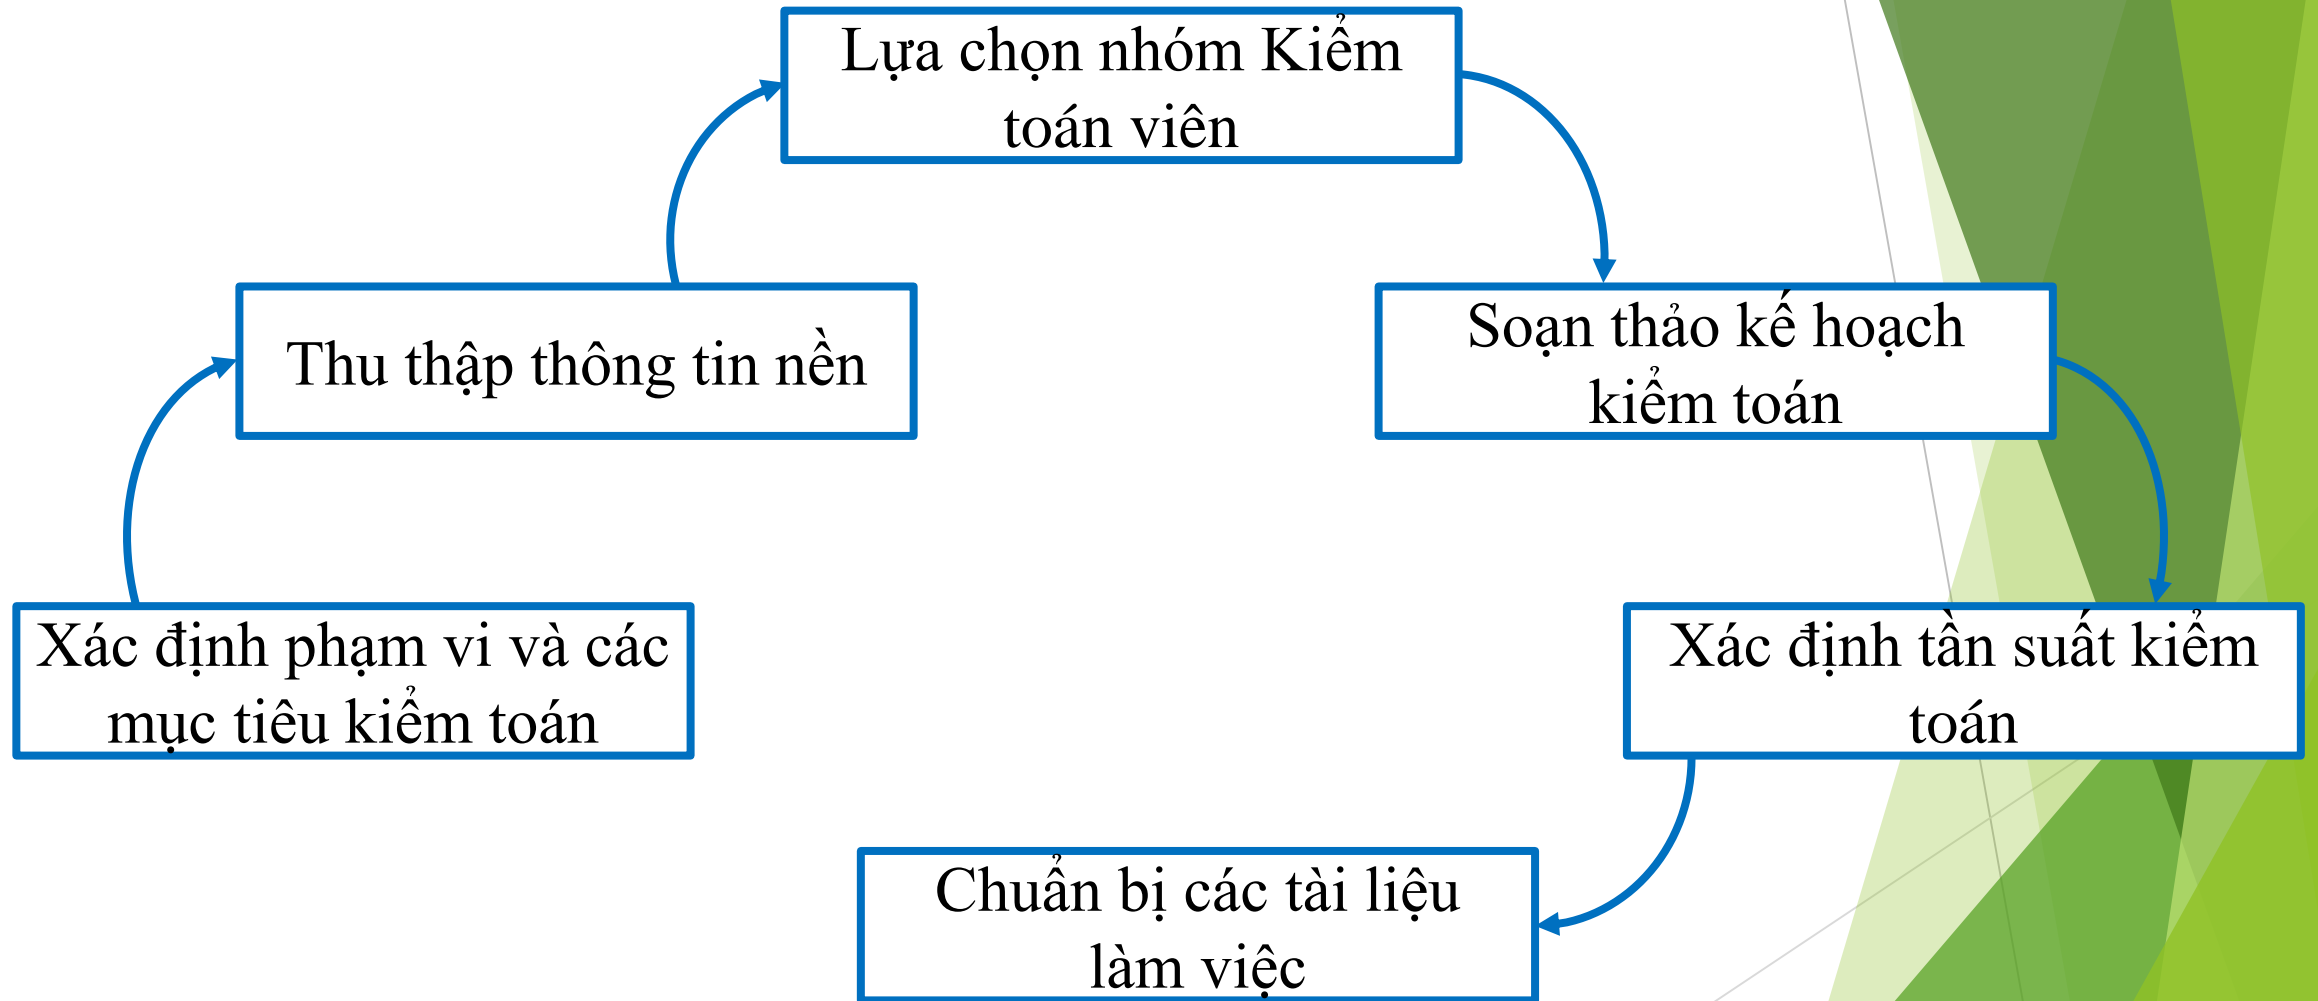 Lựa chọn nhóm Kiểm
toán viên
Thu thập thông tin nền
Soạn thảo kế hoạch
kiểm toán
Xác định phạm vi và các
mục tiêu kiểm toán
Xác định tần suất kiểm
toán
Chuẩn bị các tài liệu
làm việc